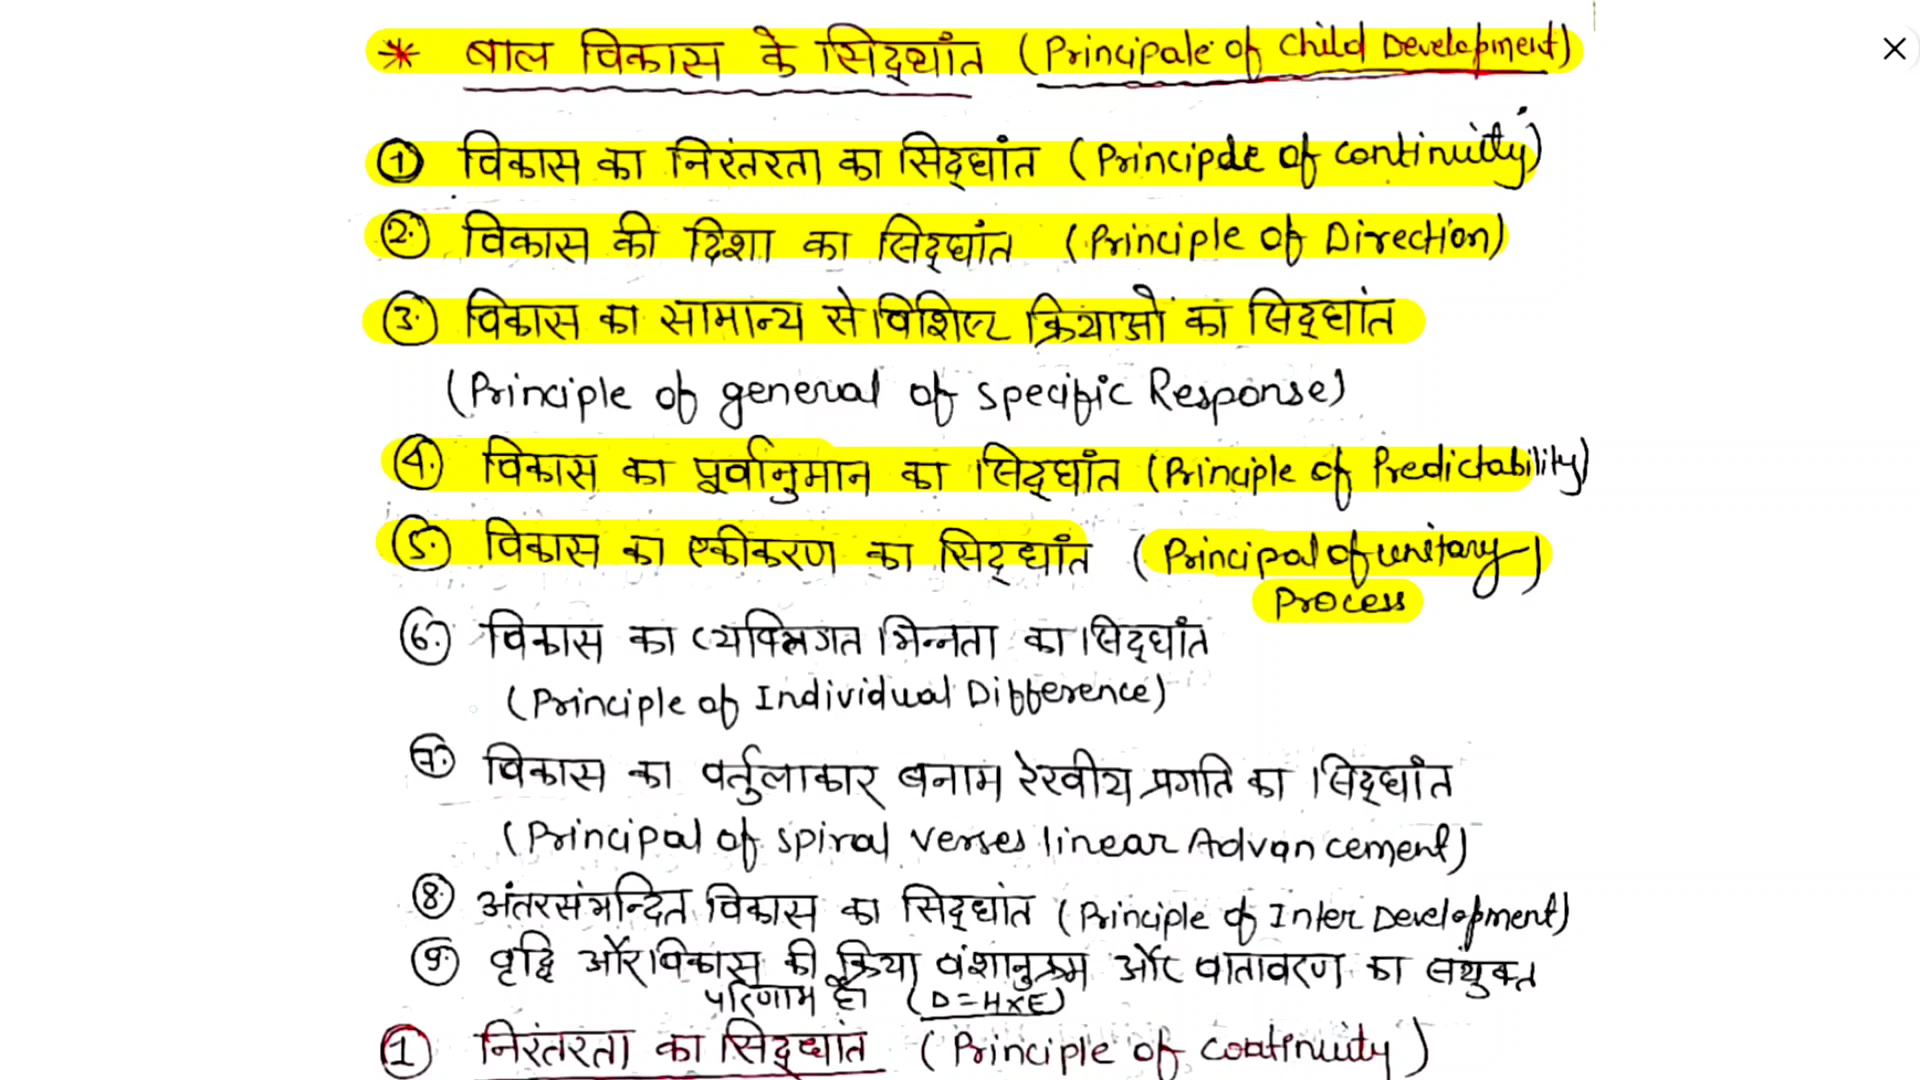 * बाल विकास के सिद्धांत (Principale of Child Development)
① विकास का निरंतरता का सिद्धांत (Principle of continuity)
②. विकास की दिशा का सिद्धांत (Principle of Direction)
③. विकास का सामान्य से विशिष्ट क्रियाओं का सिद्धांत
(Principle of general of specific Response)
④. विकास का पूर्वानुमान का सिद्धांत (Principle of Predictability)
⑤. विकास का एकीकरण का सिद्धांत (Principal of unitary)
Process
⑥. विकास का व्यक्तिगत भिन्नता का सिद्धांत
(Principle of Individual Difference)
⑦. विकास का वर्तुलाकार बनाम रेखीय प्रगति का सिद्धांत
(Principal of spiral verses linear Advancement)
⑧. अंतरसंबन्दित विकास का सिद्धांत (Principle of Inter Development)
⑨. वृद्धि और विकास की क्रिया वंशानुक्रम और वातावरण का संयुक्त
परिणाम है। (D=H×E)
① निरंतरता का सिद्धांत (Principle of continuity)